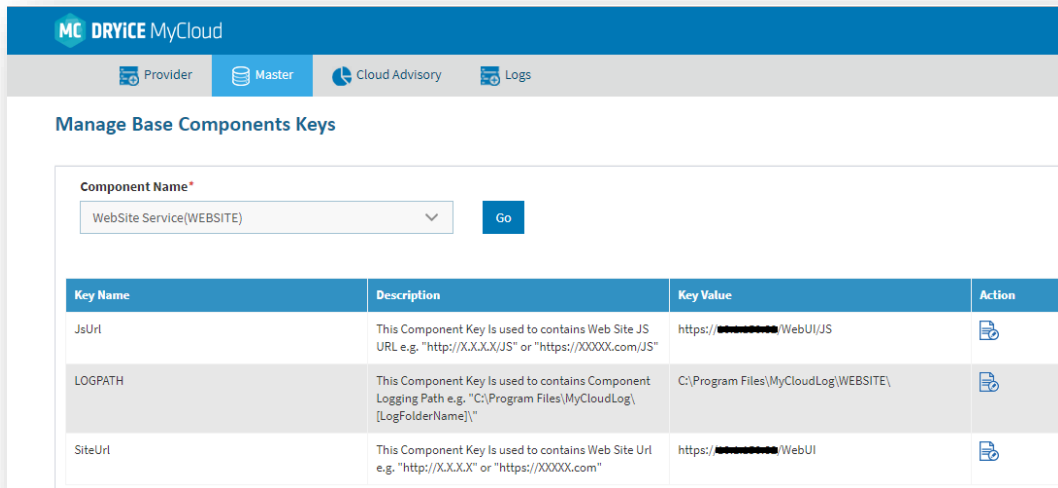 MC DRYiCE MyCloud
Provider
Master
Cloud Advisory
Logs
Manage Base Components Keys
Component Name*
WebSite Service(WEBSITE)
Go
Key Name Description Key Value Action
JsUrl
This Component Key Is used to contains Web Site JS
URL e.g. "http://X.X.X.X/JS" or "https://XXXXX.com/JS"
https:// /WebUI/JS
LOGPATH
This Component Key Is used to contains Component
Logging Path e.g. "C:\Program Files\MyCloudLog\
[LogFolderName]\"
C:\Program Files\MyCloudLog\WEBSITE\
SiteUrl
This Component Key Is used to contains Web Site Url
e.g. "http://X.X.X.X" or "https://XXXXX.com"
https:/ /WebUI